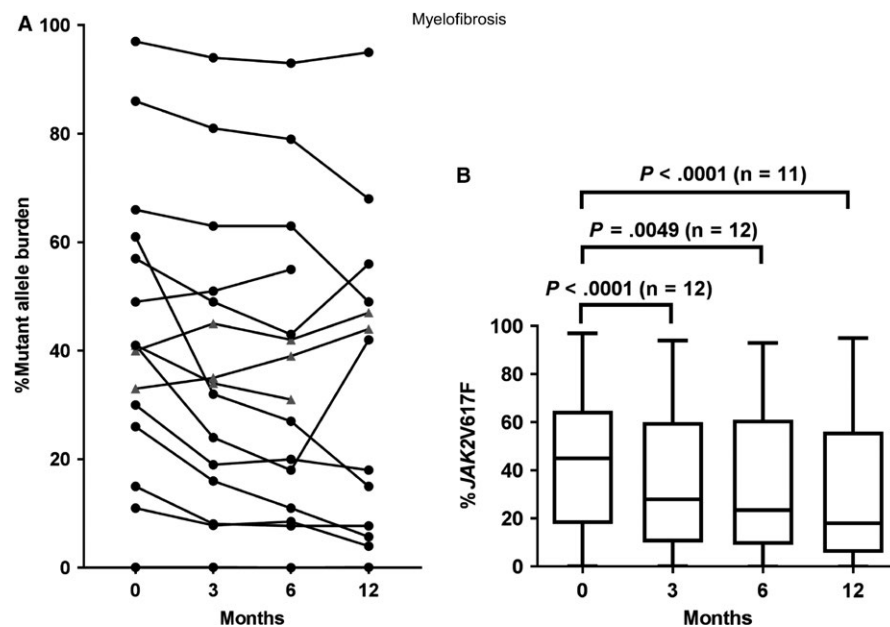 Myelofibrosis
A
100
80
60
40
20
0
%Mutant allele burden
0 3 6 12
Months
B
P < .0001 (n = 11)
P = .0049 (n = 12)
P < .0001 (n = 12)
100
80
60
40
20
0
%JAK2V617F
0 3 6 12
Months